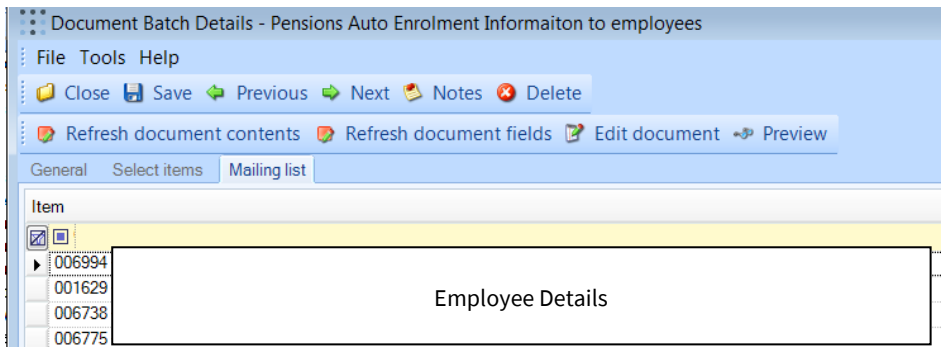 Document Batch Details - Pensions Auto Enrolment Informaiton to employees
File Tools Help
Close Save Previous Next Notes Delete
Refresh document contents Refresh document fields Edit document Preview
General Select items Mailing list
Item
006994
001629
Employee Details
006738
006775